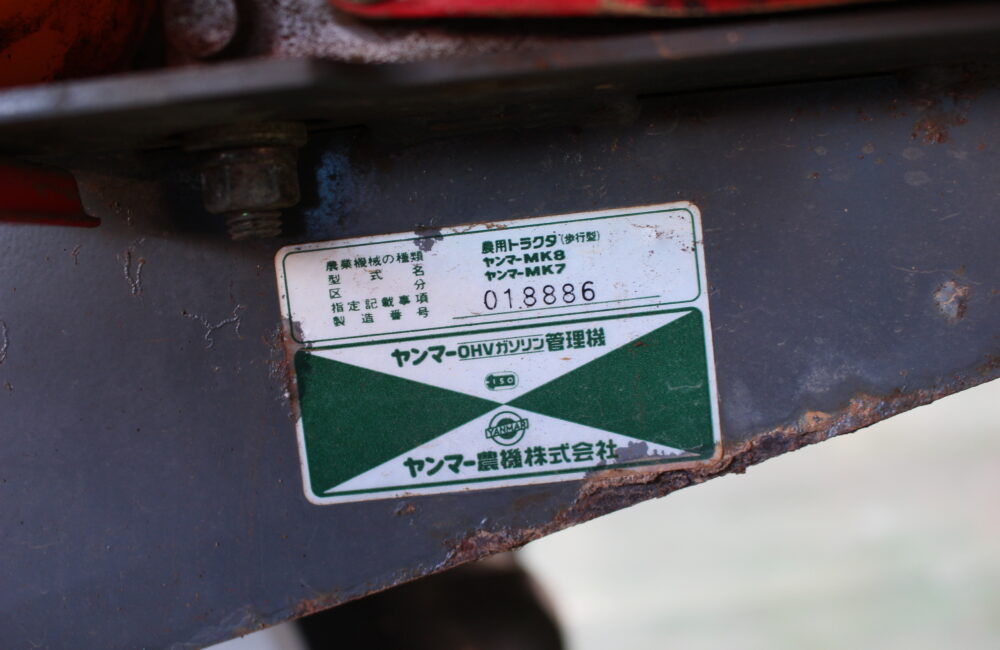 農業機械の種類 農用トラクタ(歩行型)
型式名 ヤンマーMK8
区分 ヤンマーMK7
指定記載事項
製造番号 018886
ヤンマーOHVガソリン管理機
ISO
YANMAR
ヤンマー農機株式会社